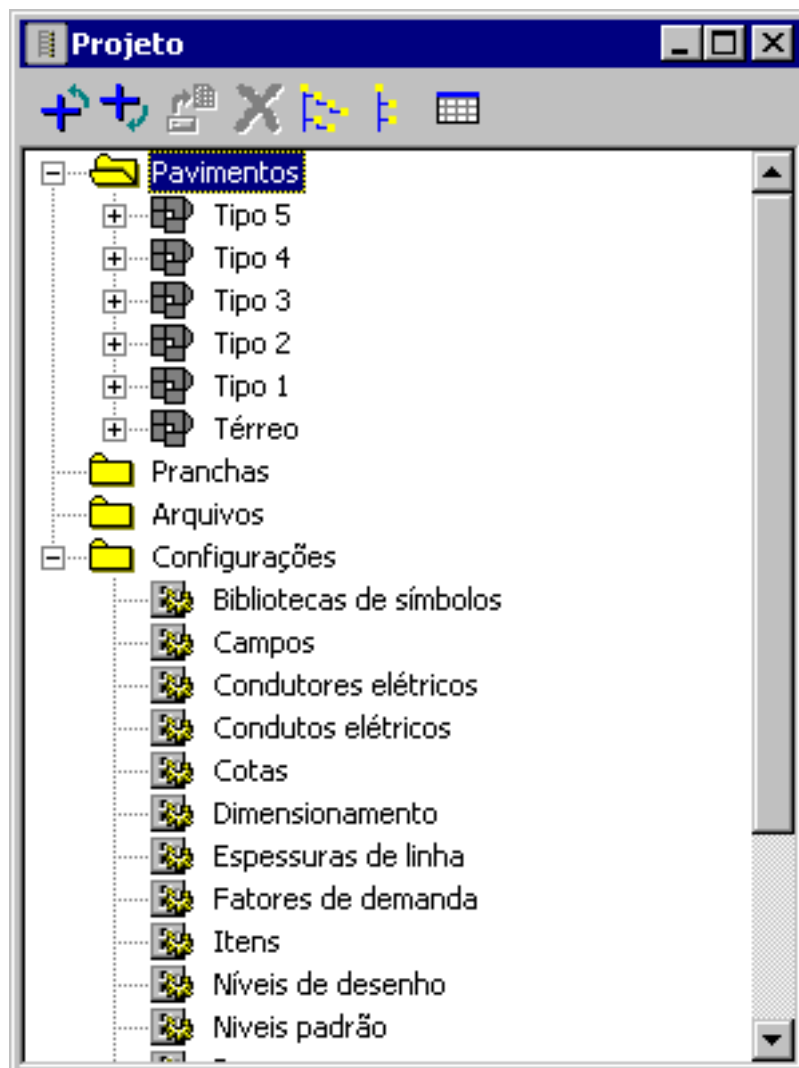 Projeto
Pavimentos
Tipo 5
Tipo 4
Tipo 3
Tipo 2
Tipo 1
Térreo
Pranchas
Arquivos
Configurações
Bibliotecas de símbolos
Campos
Condutores elétricos
Condutos elétricos
Cotas
Dimensionamento
Espessuras de linha
Fatores de demanda
Itens
Níveis de desenho
Niveis padrão